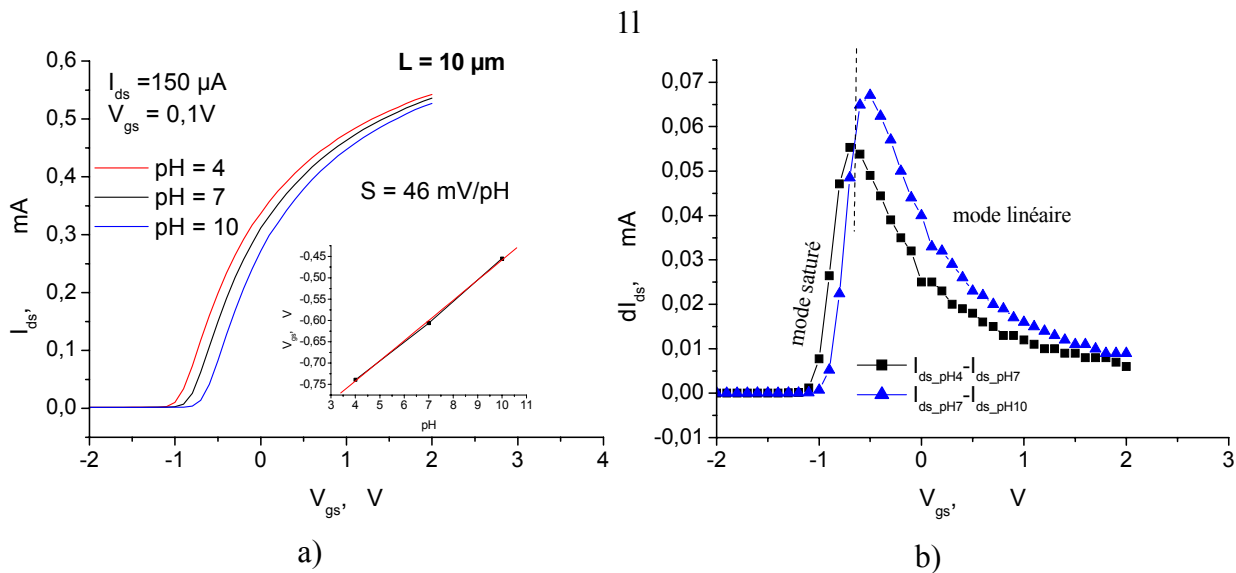 11
0,6
0,5
0,4
0,3
0,2
0,1
0,0
I_ds, mA
I_ds =150 µA
V_gs = 0,1V
L = 10 µm
pH = 4
pH = 7
pH = 10
S = 46 mV/pH
-0,45
-0,50
-0,55
-0,60
-0,65
-0,70
-0,75
V_gs, V
3 4 5 6 7 8 9 10 11
pH
-2 -1 0 1 2 3 4
V_gs, V
a)
0,07
0,06
0,05
0,04
0,03
0,02
0,01
0,00
-0,01
dI_ds, mA
mode saturé
mode linéaire
I_ds_pH4-I_ds_pH7
I_ds_pH7-I_ds_pH10
-2 -1 0 1 2 3
V_gs, V
b)